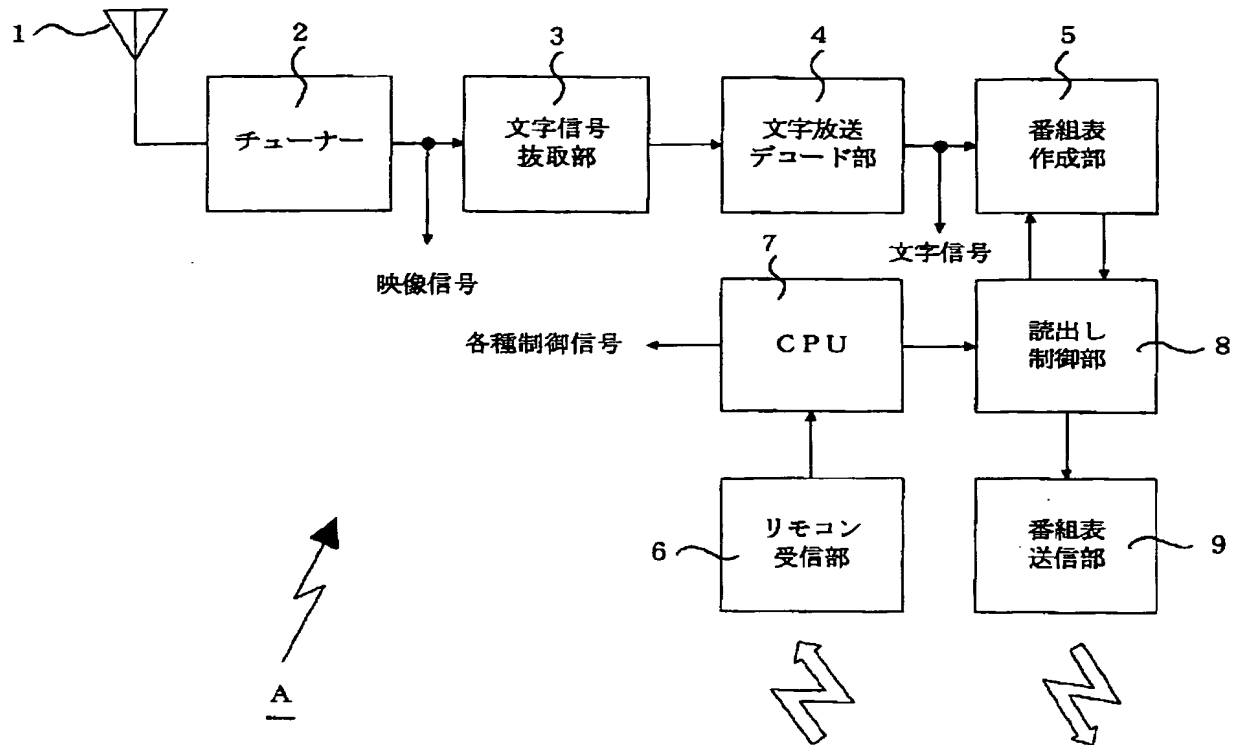 1
2
3
4
5
チューナー
文字信号
抜取部
文字放送
デコード部
番組表
作成部
映像信号
文字信号
7
各種制御信号
CPU
読出し
制御部
8
6
リモコン
受信部
番組表
送信部
9
A